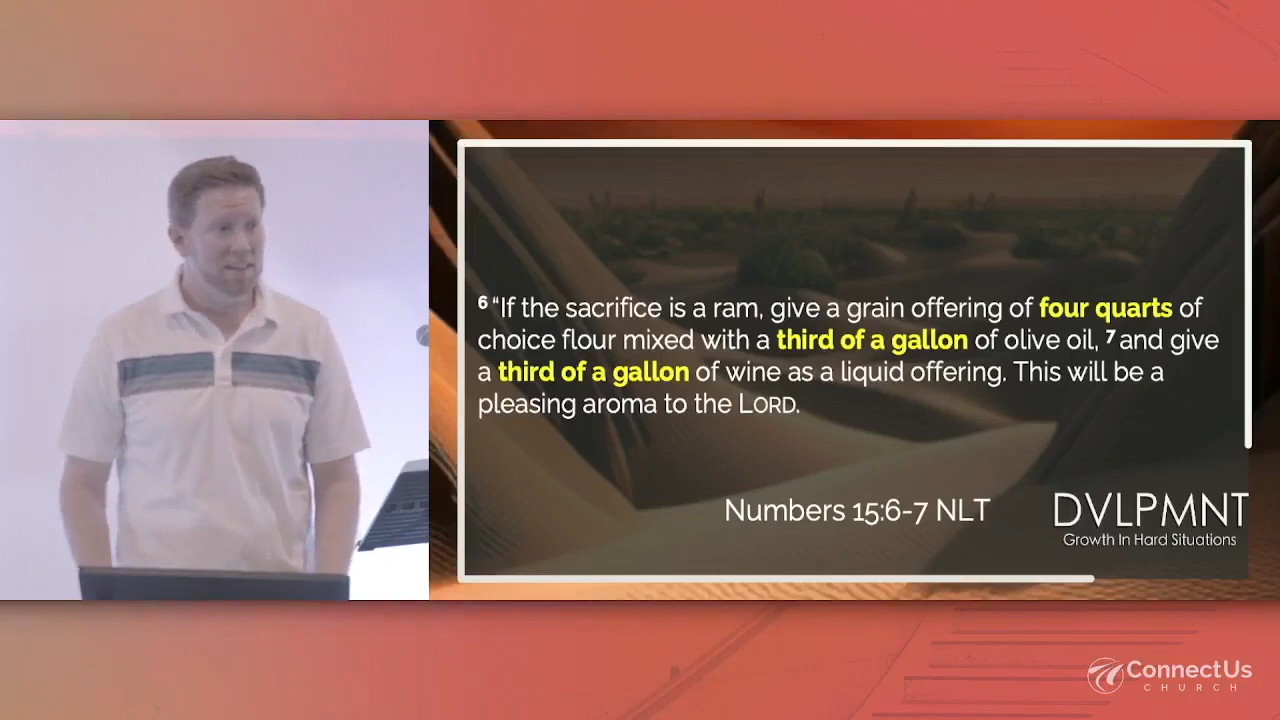 6 “If the sacrifice is a ram, give a grain offering of four quarts of
choice flour mixed with a third of a gallon of olive oil, 7 and give
a third of a gallon of wine as a liquid offering. This will be a
pleasing aroma to the LORD.
Numbers 15:6-7 NLT
DVLPMNT
Growth In Hard Situations
ConnectUs
CHURCH